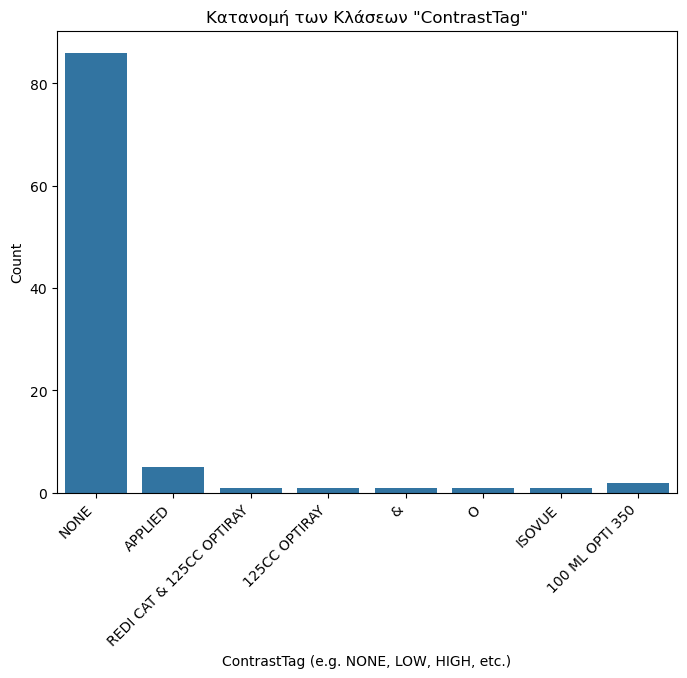 Κατανομή των Κλάσεων "ContrastTag"
Count
80
60
40
20
0
NONE
APPLIED
REDI CAT & 125CC OPTIRAY
125CC OPTIRAY
&
O
ISOVUE
100 ML OPTI 350
ContrastTag (e.g. NONE, LOW, HIGH, etc.)